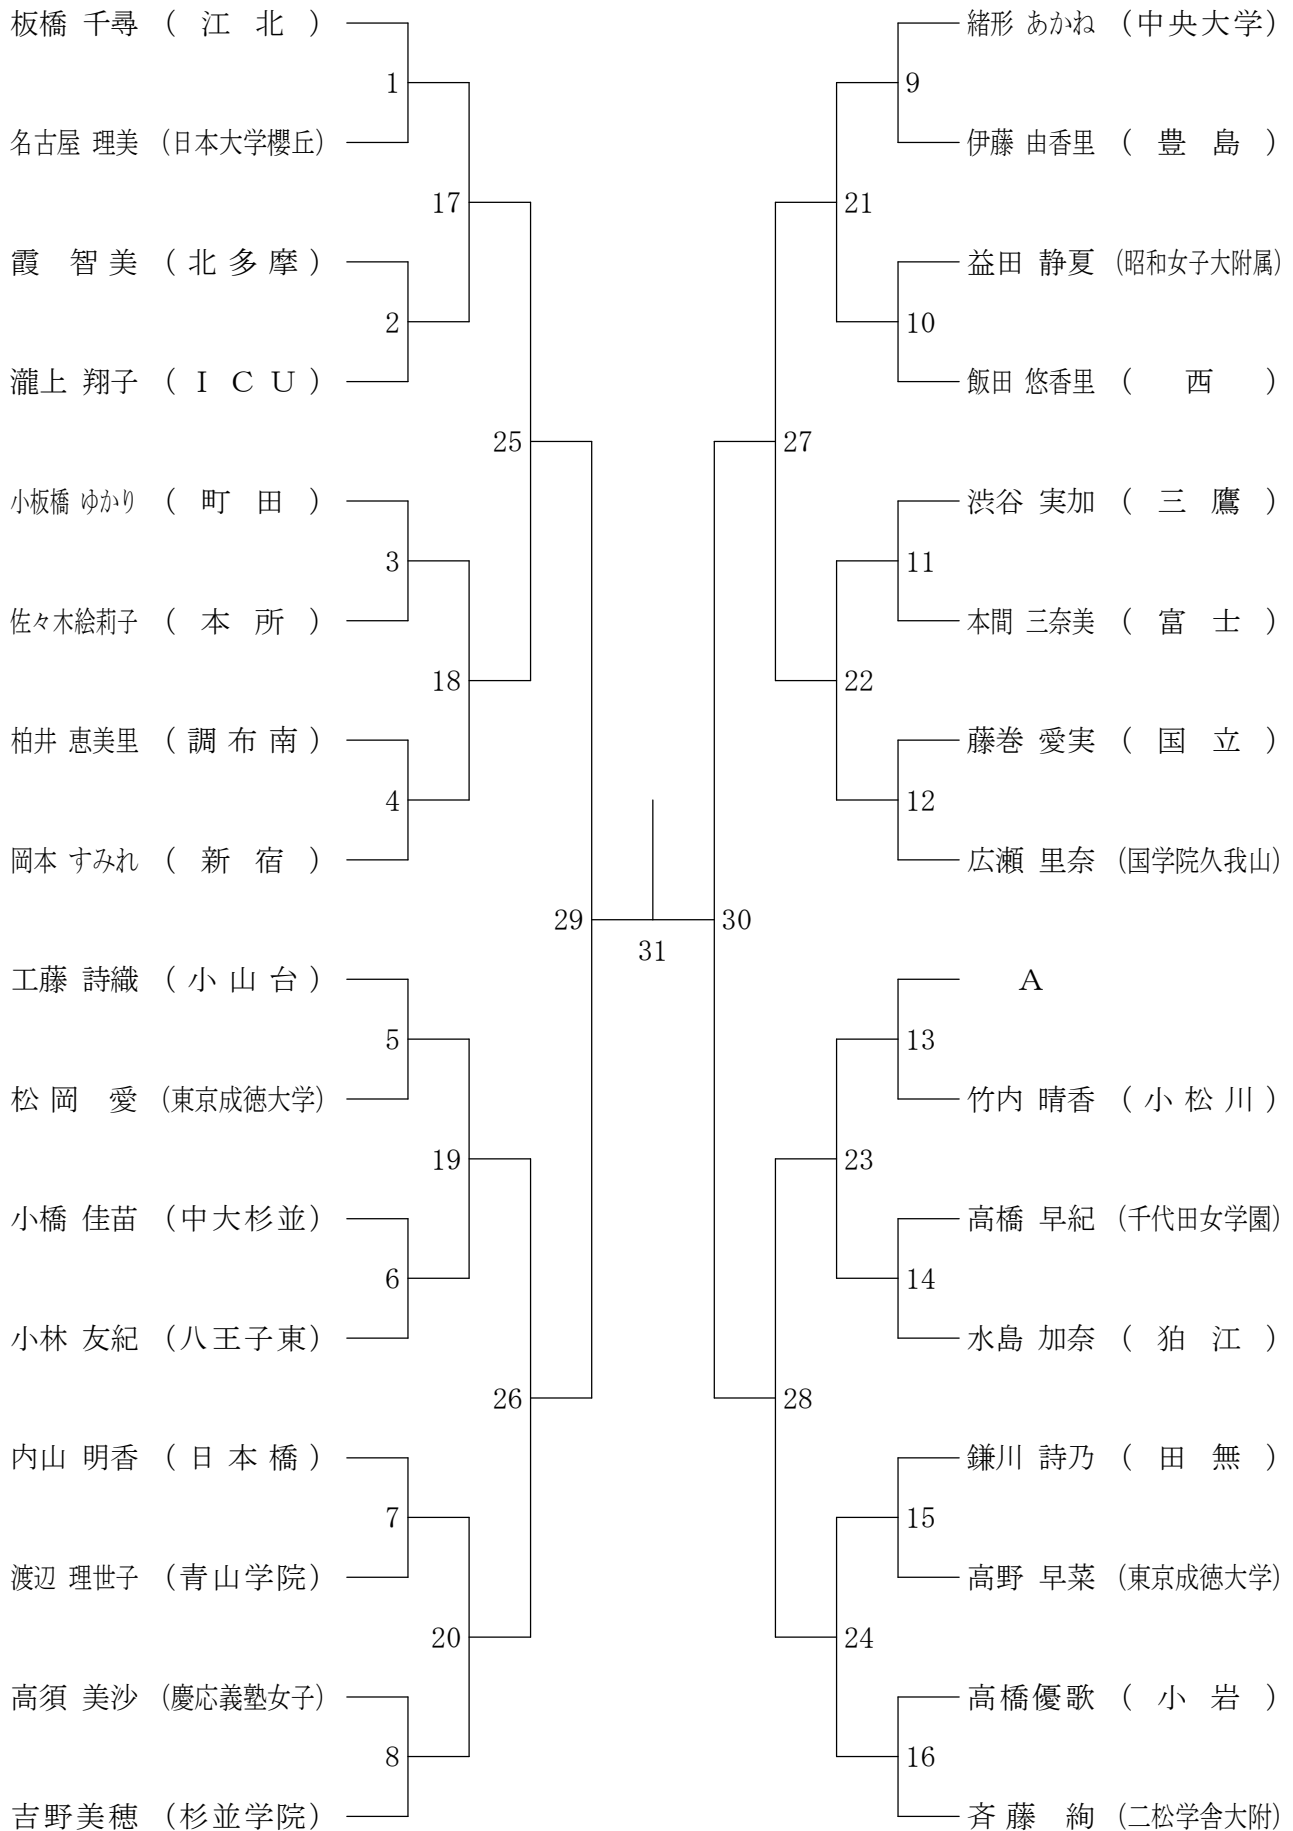 板橋 千尋 （ 江 北 ）
1
名古屋 理美 （日本大学櫻丘）
17
霞 智美 （北多摩）
2
瀧上 翔子 （ＩＣＵ）
25
小板橋 ゆかり （ 町 田 ）
3
佐々木絵莉子 （ 本 所 ）
18
柏井 恵美里 （調布南）
4
岡本 すみれ （ 新 宿 ）
29
工藤 詩織 （小山台）
5
松岡 愛 （東京成徳大学）
19
小橋 佳苗 （中大杉並）
6
小林 友紀 （八王子東）
26
内山 明香 （日本橋）
7
渡辺 理世子 （青山学院）
20
高須 美沙 （慶応義塾女子）
8
吉野美穂 （杉並学院）
31
緒形 あかね （中央大学）
9
伊藤 由香里 （ 豊 島 ）
21
益田 静夏 （昭和女子大附属）
10
飯田 悠香里 （ 西 ）
27
渋谷 実加 （ 三 鷹 ）
11
本間 三奈美 （ 富 士 ）
22
藤巻 愛実 （ 国 立 ）
12
広瀬 里奈 （国学院久我山）
30
A
13
竹内 晴香 （小松川）
23
高橋 早紀 （千代田女学園）
14
水島 加奈 （ 狛 江 ）
28
鎌川 詩乃 （ 田 無 ）
15
高野 早菜 （東京成徳大学）
24
高橋優歌 （ 小 岩 ）
16
斉藤 絢 （二松学舎大附）